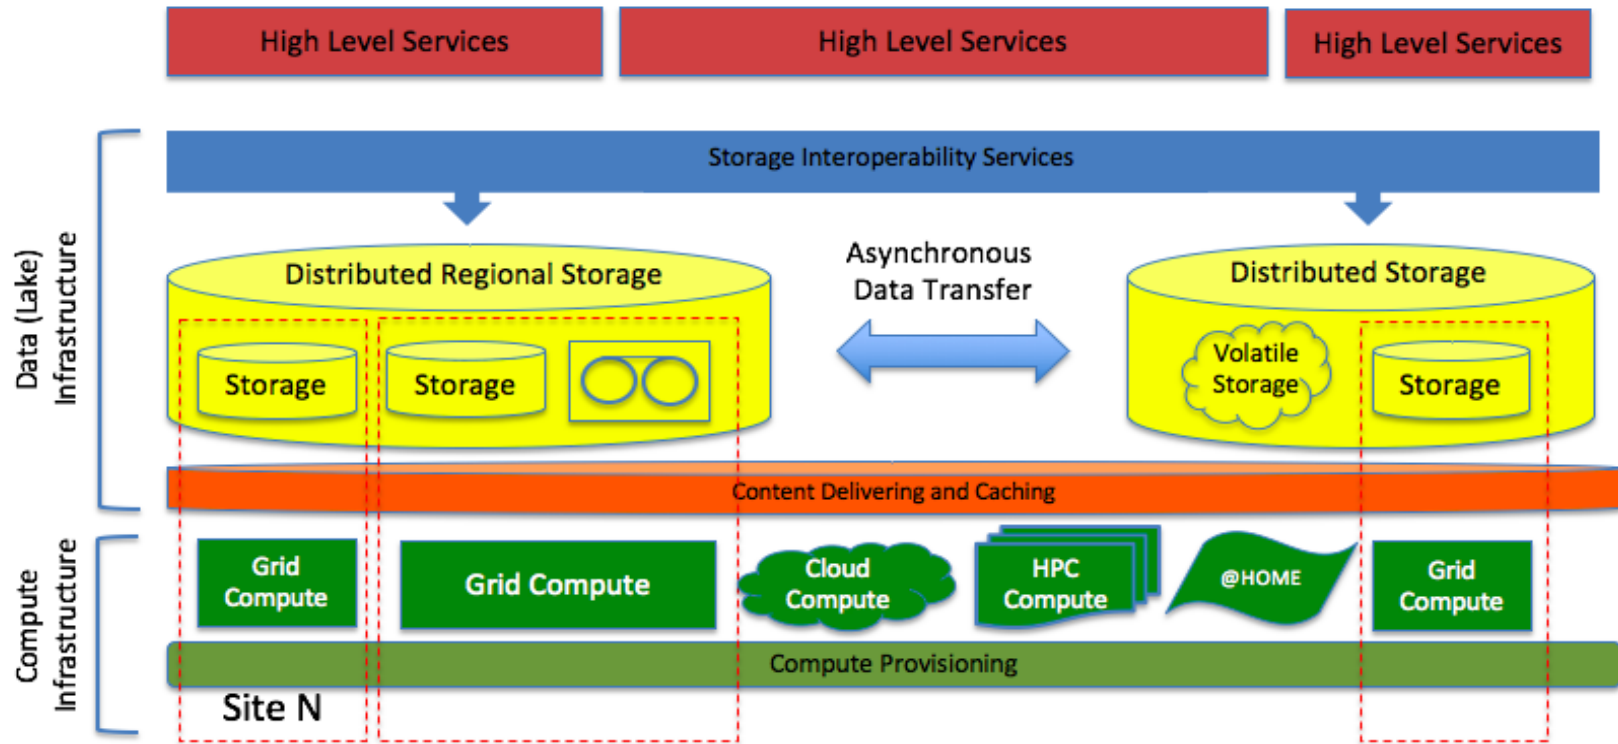 High Level Services
High Level Services
High Level Services
Storage Interoperability Services
Data (Lake)
Infrastructure
Distributed Regional Storage
Asynchronous
Data Transfer
Distributed Storage
Storage
Storage
Volatile
Storage
Storage
Content Delivering and Caching
Compute
Infrastructure
Grid
Compute
Grid Compute
Cloud
Compute
HPC
Compute
@HOME
Grid
Compute
Compute Provisioning
Site N